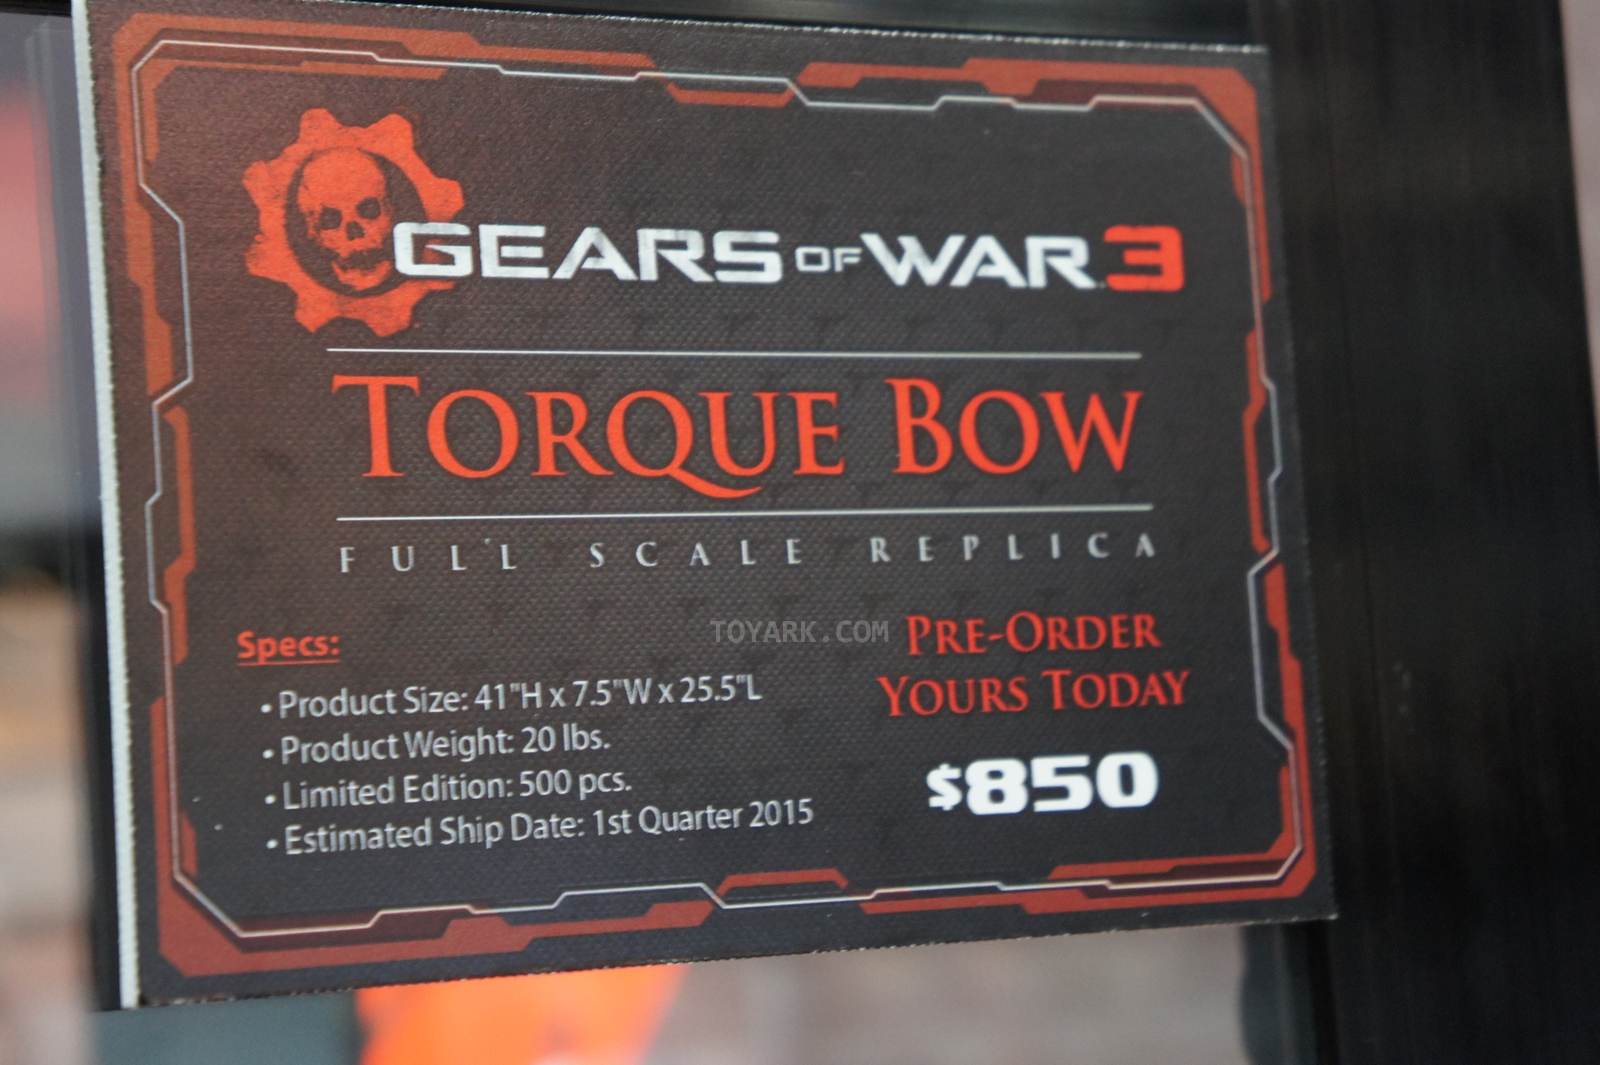 GEARS OF WAR 3
TORQUE BOW
FULL SCALE REPLICA
Specs:
• Product Size: 41"H x 7.5"W x 25.5"L
• Product Weight: 20 lbs.
• Limited Edition: 500 pcs.
• Estimated Ship Date: 1st Quarter 2015
TOYARK.COM
PRE-ORDER
YOURS TODAY
$850